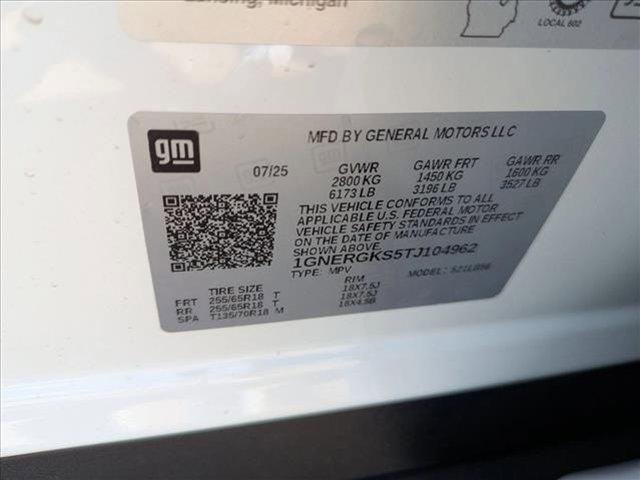 Lansing, Michigan
LOCAL 602
gm
MFD BY GENERAL MOTORS LLC
07/25 GVWR GAWR FRT GAWR RR
2800 KG 1450 KG 1600 KG
6173 LB 3196 LB 3527 LB
THIS VEHICLE CONFORMS TO ALL
APPLICABLE U.S. FEDERAL MOTOR
VEHICLE SAFETY STANDARDS IN EFFECT
ON THE DATE OF MANUFACTURE
SHOWN ABOVE.
1GNERGKS5TJ104962
TYPE: MPV MODEL:
TIRE SIZE RIM
FRT 255/65R18 T 18X7.5J
RR 255/65R18 T 18X7.5J
SPA T135/70R18 M 18X4.5B